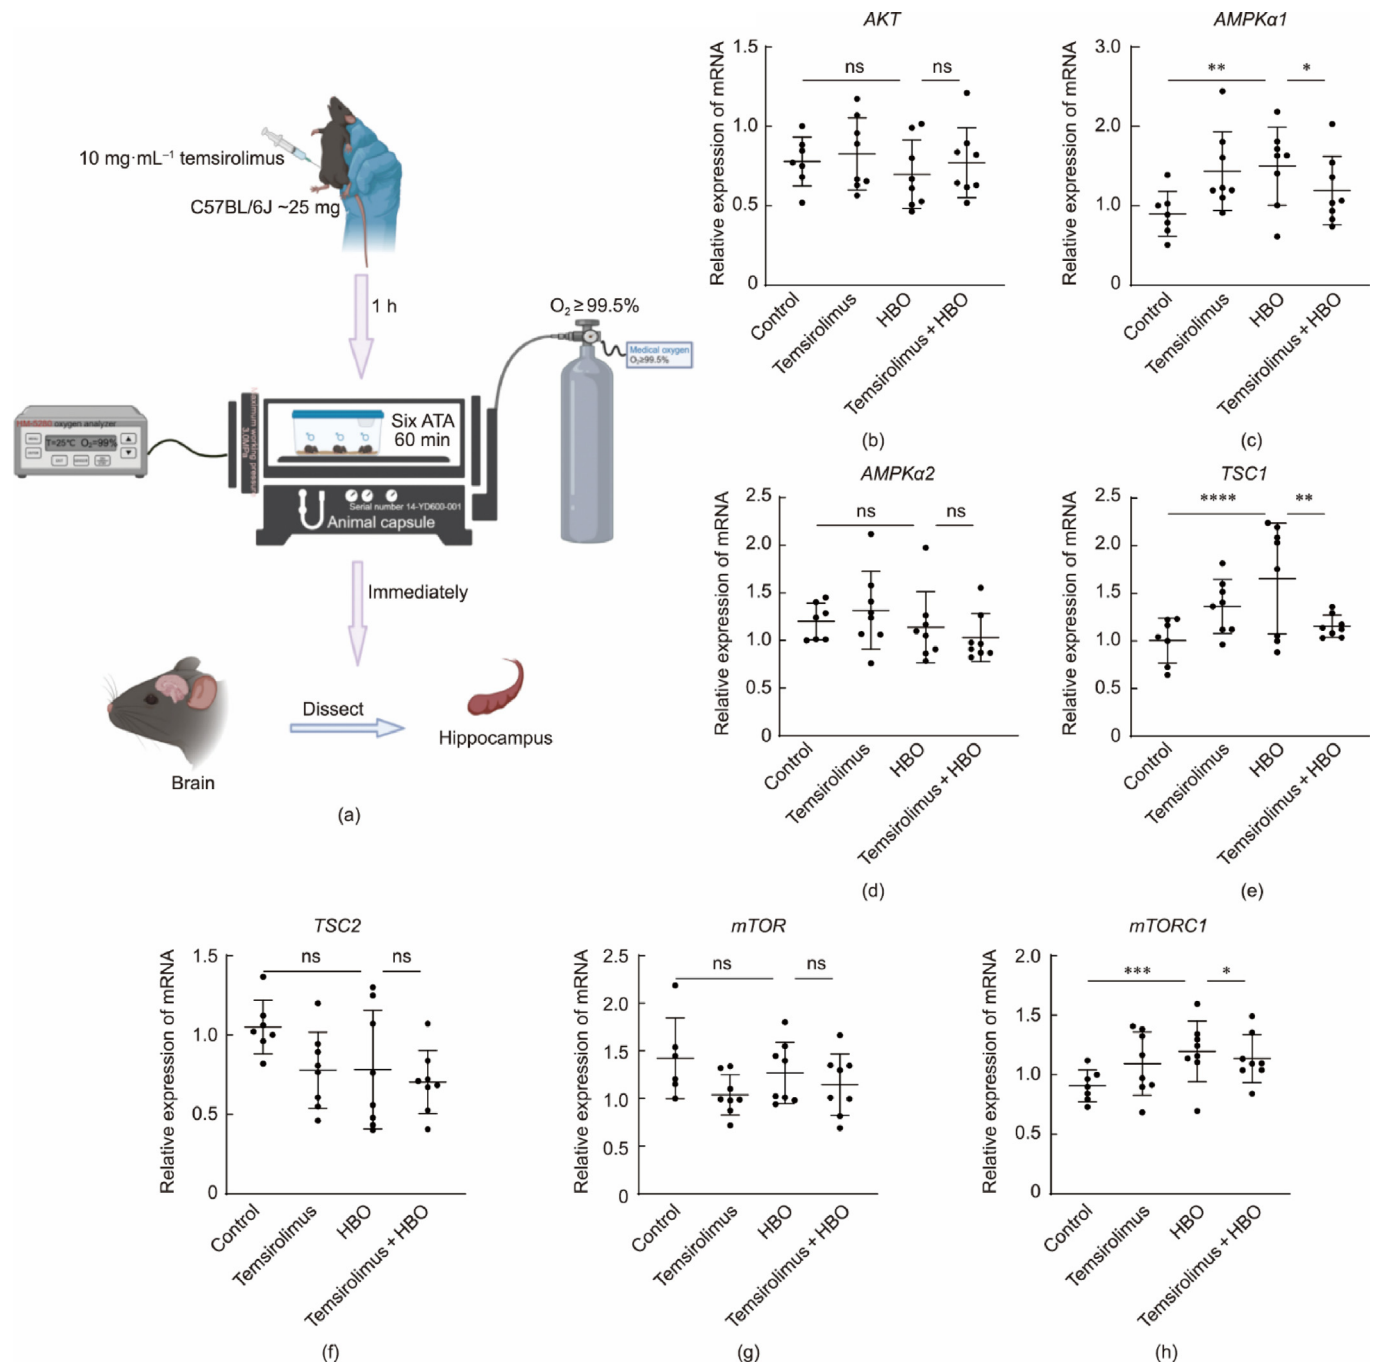 10 mg·mL⁻¹ temsirolimus
C57BL/6J ~25 mg
1 h
O₂ ≥ 99.5%
Medical oxygen
O₂≥99.5%
HM-5250 oxygen analyzer
T=25℃ O₂=99%
Maximum working pressure
3.0MPa
Six ATA
60 min
Serial number 14-YD600-001
Animal capsule
Immediately
Dissect
Brain
Hippocampus
(a)
AKT
Relative expression of mRNA
1.5
1.0
0.5
0
ns
ns
Control
Temsirolimus
HBO
Temsirolimus + HBO
(b)
AMPKα1
Relative expression of mRNA
3.0
2.0
1.0
0
**
*
Control
Temsirolimus
HBO
Temsirolimus + HBO
(c)
AMPKα2
Relative expression of mRNA
2.5
2.0
1.5
1.0
0.5
0
ns
ns
Control
Temsirolimus
HBO
Temsirolimus + HBO
(d)
TSC1
Relative expression of mRNA
2.5
2.0
1.5
1.0
0.5
0
****
**
Control
Temsirolimus
HBO
Temsirolimus + HBO
(e)
TSC2
Relative expression of mRNA
1.5
1.0
0.5
0
ns
ns
Control
Temsirolimus
HBO
Temsirolimus + HBO
(f)
mTOR
Relative expression of mRNA
2.5
2.0
1.5
1.0
0.5
0
ns
ns
Control
Temsirolimus
HBO
Temsirolimus + HBO
(g)
mTORC1
Relative expression of mRNA
2.0
1.5
1.0
0.5
0
***
*
Control
Temsirolimus
HBO
Temsirolimus + HBO
(h)